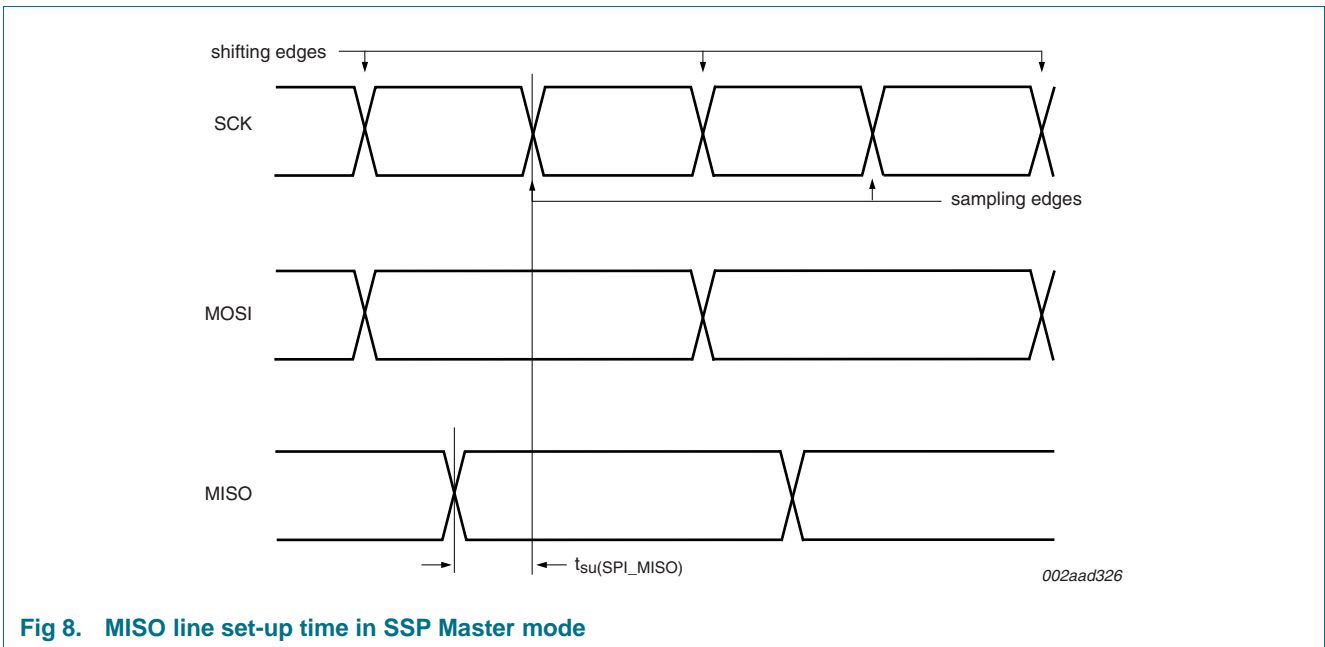 shifting edges
SCK
sampling edges
MOSI
MISO
tsu(SPI_MISO)
002aad326
Fig 8. MISO line set-up time in SSP Master mode